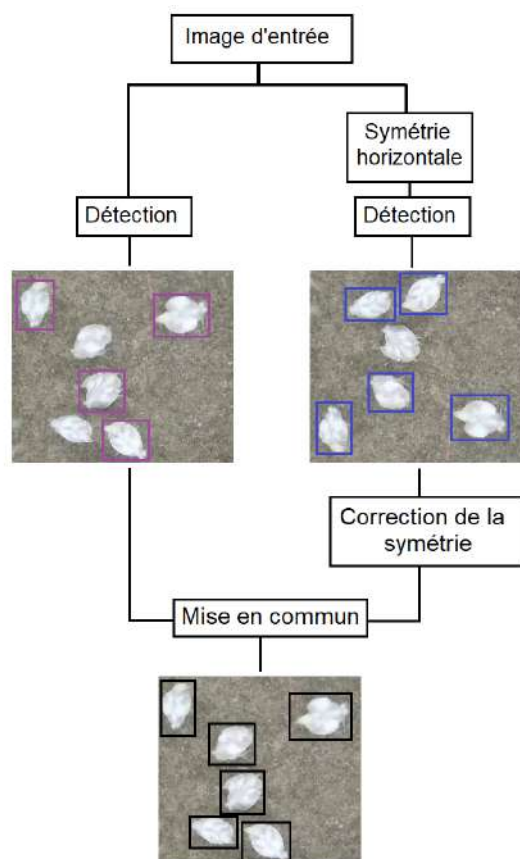 Image d'entrée
Symétrie
horizontale
Détection
Détection
Correction de la
symétrie
Mise en commun